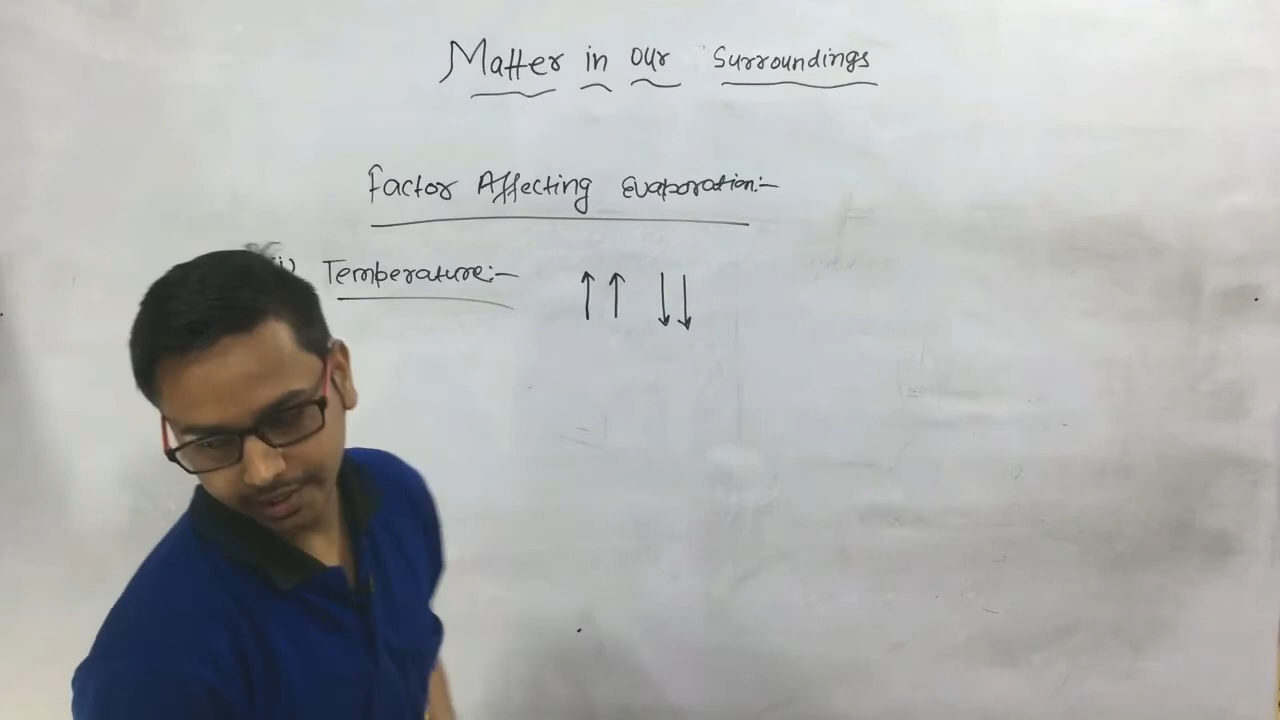 Matter in our Surroundings
Factor Affecting Evaporation:-
i) Temperature:- ↑↑ ↓↓